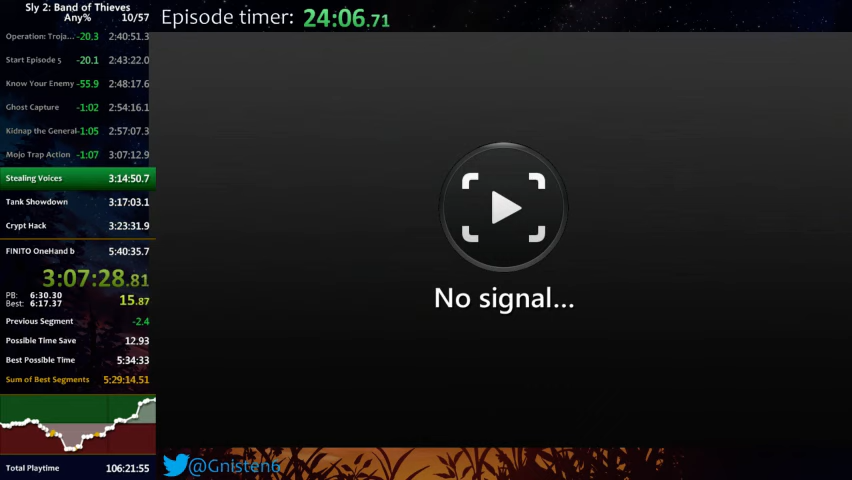 Sly 2: Band of Thieves
Any% 10/57
Episode timer: 24:06.71
Operation: Troja... -20.3 2:40:51.3
Start Episode 5 -20.1 2:43:22.0
Know Your Enemy -55.9 2:48:17.6
Ghost Capture -1:02 2:54:16.1
Kidnap the General -1:05 2:57:07.3
Mojo Trap Action -1:07 3:07:12.9
Stealing Voices 3:14:50.7
Tank Showdown 3:17:03.1
Crypt Hack 3:23:31.9
FINITO OneHand b 5:40:35.7
3:07:28.81
PB: 6:30.30
Best: 6:17.37 15.87
Previous Segment -2.4
Possible Time Save 12.93
Best Possible Time 5:34:33
Sum of Best Segments 5:29:14.51
Total Playtime 106:21:55
No signal...
@Gnisten6